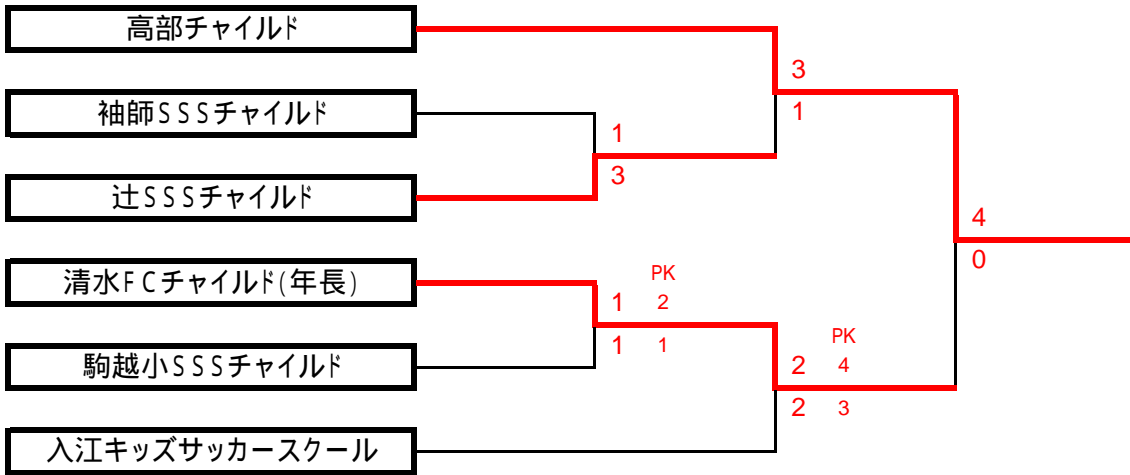 高部チャイルド
3
袖師SSSチャイルド
1
1
3
辻SSSチャイルド
4
0
清水FCチャイルド(年長)
PK
1 2
1 1
PK
駒越小SSSチャイルド
2 4
2 3
入江キッズサッカースクール